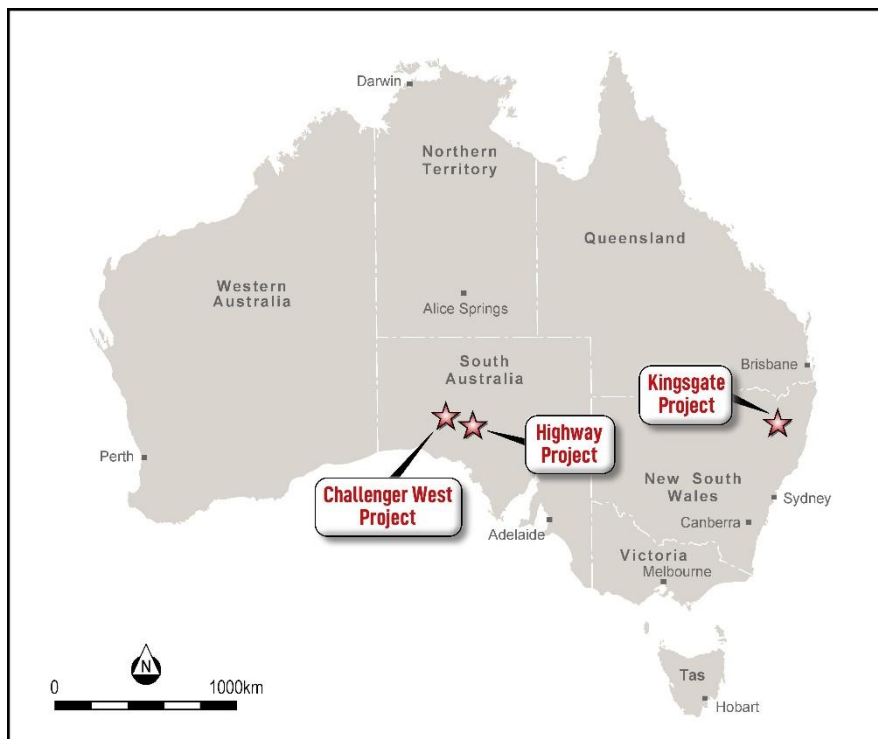 Darwin
Northern
Territory
Queensland
Western
Australia
Alice Springs
South
Australia
Brisbane
Kingsgate
Project
Highway
Project
Perth
Challenger West
Project
New South
Wales
Sydney
Canberra
Adelaide
Victoria
Melbourne
Tas
Hobart
N
0 1000km